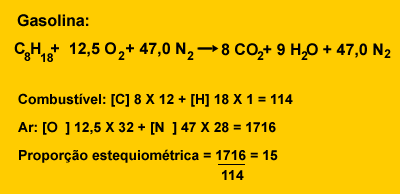 Gasolina:
C8H18+ 12,5 O2+ 47,0 N2 → 8 CO2+ 9 H2O + 47,0 N2
Combustível: [C] 8 X 12 + [H] 18 X 1 = 114
Ar: [O ] 12,5 X 32 + [N ] 47 X 28 = 1716
Proporção estequiométrica = 1716 = 15
114